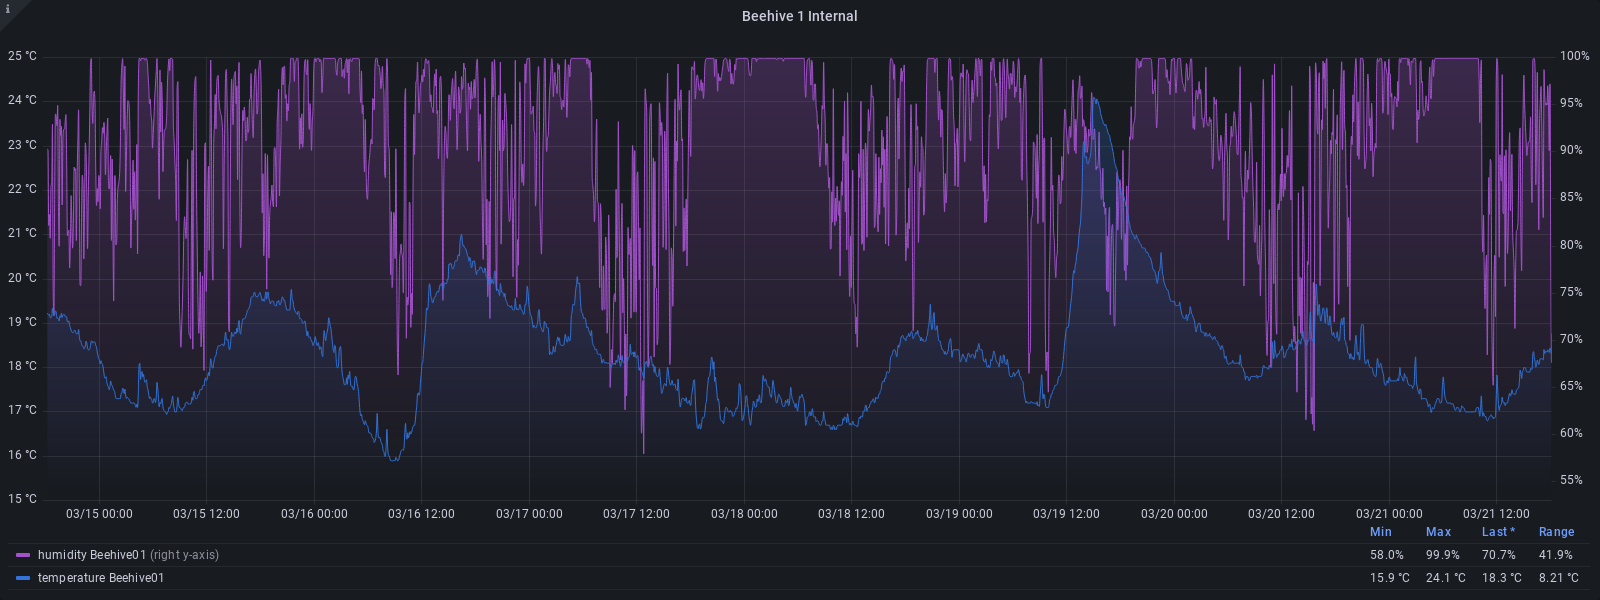 i
Beehive 1 Internal
25 °C 100%
24 °C 95%
23 °C 90%
22 °C 85%
21 °C 80%
20 °C 75%
19 °C 70%
18 °C 65%
17 °C 60%
16 °C 55%
15 °C
03/15 00:00 03/15 12:00 03/16 00:00 03/16 12:00 03/17 00:00 03/17 12:00 03/18 00:00 03/18 12:00 03/19 00:00 03/19 12:00 03/20 00:00 03/20 12:00 03/21 00:00 03/21 12:00
Min Max Last * Range
humidity Beehive01 (right y-axis) 58.0% 99.9% 70.7% 41.9%
temperature Beehive01 15.9 °C 24.1 °C 18.3 °C 8.21 °C